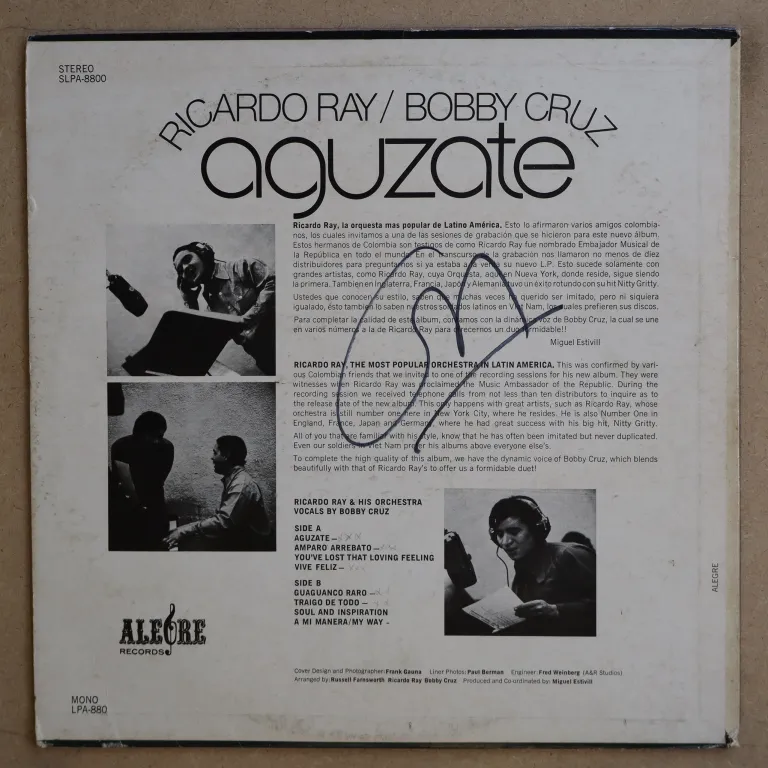 STEREO
SLPA-8800
RICARDO RAY / BOBBY CRUZ
aguzate
Ricardo Ray, la orquesta mas popular de Latino América. Esto lo afirmaron varios amigos colombia-
nos, los cuales invitamos a una de las sesiones de grabación que se hicieron para este nuevo álbum.
Estos hermanos de Colombia son testigos de como Ricardo Ray fue nombrado Embajador Musical de
la República en todo el mundo en el transcurso de la grabación nos llamaron no menos de diez
distribuidores para preguntarnos si ya estaba a su nuevo L.P. Esto sucede solamente con
grandes artistas, como Ricardo Ray, cuya Orquesta, aquí en Nueva York, donde reside, sigue siendo
la primera. Tambien en Inglaterra, Francia, Japón y Alemania tuvo un éxito rotundo con su hit Nitty Gritty.
Ustedes que conocen su estilo, saben que muchas veces ha querido ser imitado, pero ni siquiera
igualado, ésto tambien lo saben nuestros soldados latinos en Viet Nam, los cuales prefieren sus discos.
Para completar la calidad de este álbum, contamos con la dinámica voz de Bobby Cruz, la cual se une
en varios números a la de Ricardo Ray para ofrecernos un duo formidable!!
Miguel Estivill
RICARDO RAY, THE MOST POPULAR ORCHESTRA IN LATIN AMERICA. This was confirmed by vari-
ous Colombian friends that we invited to one of the recording sessions for his new album. They were
witnesses when Ricardo Ray was acclaimed the Music Ambassador of the Republic. During the
recording session we received telephone calls from not less than ten distributors to inquire as to
the release date of the new album. This only happens with great artists, such as Ricardo Ray, whose
orchestra is still number one here in New York City, where he resides. He is also Number One in
England, France, Japan and Germany, where he had great success with his big hit, Nitty Gritty.
All of you that are familiar with his style, know that he has often been imitated but never duplicated.
Even our soldiers in Viet Nam prefer his albums above everyone else's.
To complete the high quality of this album, we have the dynamic voice of Bobby Cruz, which blends
beautifully with that of Ricardo Ray's to offer us a formidable duet!
RICARDO RAY & HIS ORCHESTRA
VOCALS BY BOBBY CRUZ
SIDE A
AGUZATE –
AMPARO ARREBATO –
YOU'VE LOST THAT LOVING FEELING
VIVE FELIZ –
SIDE B
GUAGUANCO RARO –
TRAIGO DE TODO –
SOUL AND INSPIRATION
A MI MANERA/MY WAY -
ALEGRE
ALEGRE
RECORDS
Cover Design and Photographer: Frank Gauna Liner Photos: Paul Berman Engineer: Fred Weinberg (A&R Studios)
Arranged by: Russell Farnsworth Ricardo Ray Bobby Cruz Produced and Co-ordinated by: Miguel Estivill
MONO
LPA-880